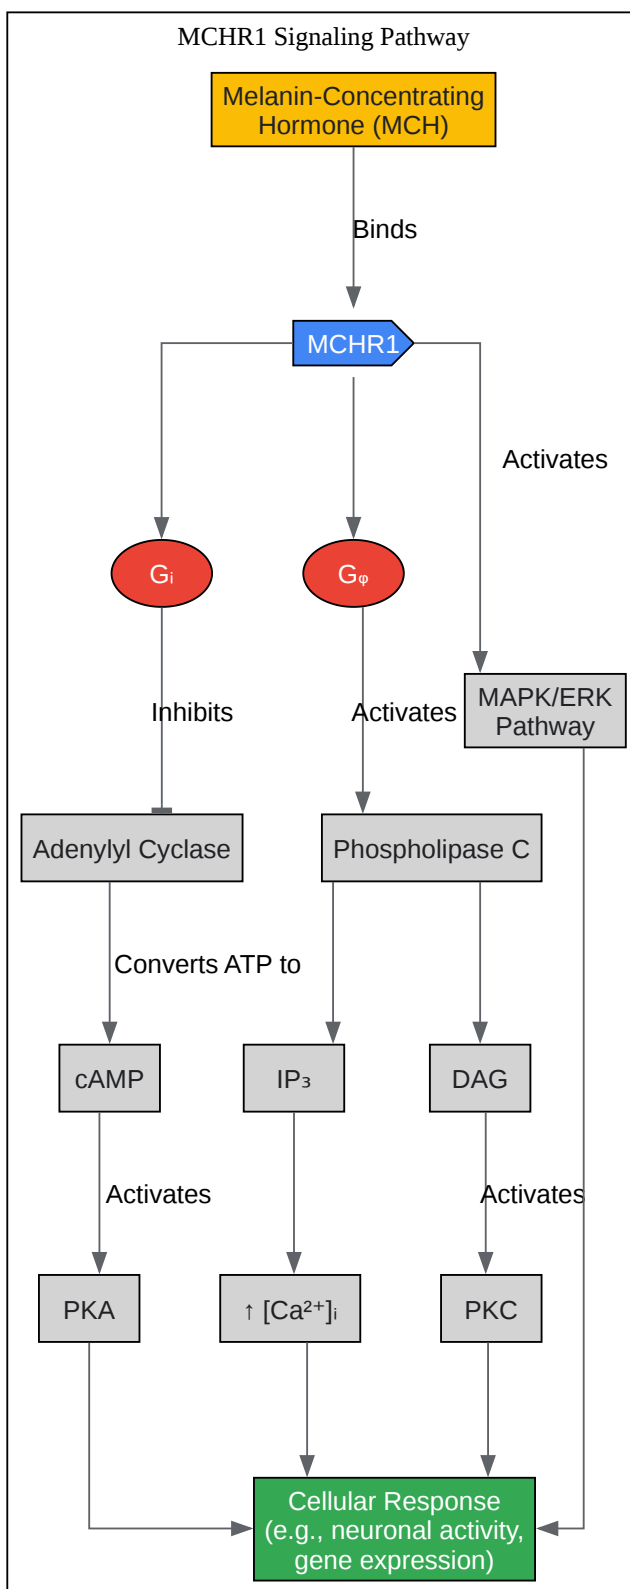 MCHR1 Signaling Pathway
Melanin-Concentrating
Hormone (MCH)
Binds
MCHR1
Activates
Gᵢ
Gᵩ
MAPK/ERK
Pathway
Inhibits
Activates
Adenylyl Cyclase
Phospholipase C
Converts ATP to
cAMP
IP₃
DAG
Activates
Activates
PKA
↑ [Ca²⁺]ᵢ
PKC
Cellular Response
(e.g., neuronal activity,
gene expression)